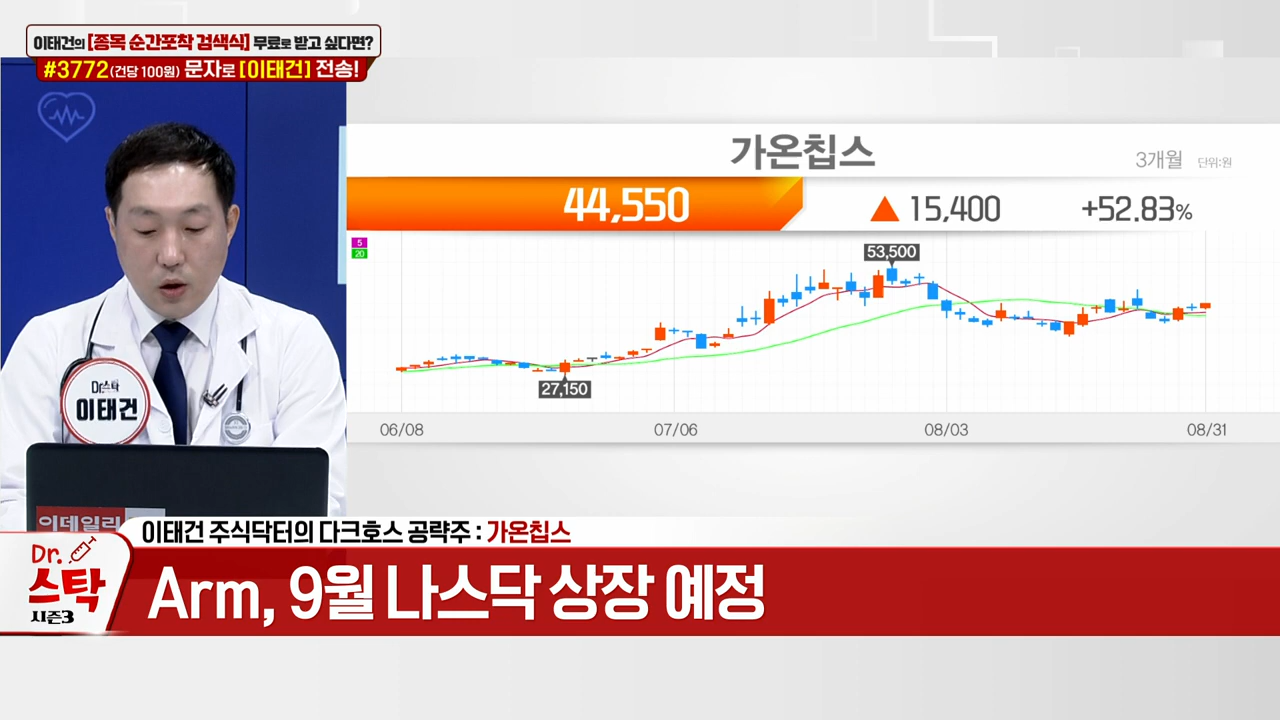 이태건의 [종목 순간포착 검색식] 무료로 받고 싶다면?
#3772(건당 100원) 문자로 [이태건] 전송!
가온칩스
3개월 단위:원
44,550 ▲ 15,400 +52.83%
5
20
53,500
27,150
06/08 07/06 08/03 08/31
Dr.스탁
이태건
이데일리
이태건 주식닥터의 다크호스 공략주 : 가온칩스
Dr.
스탁
시즌3
Arm, 9월 나스닥 상장 예정